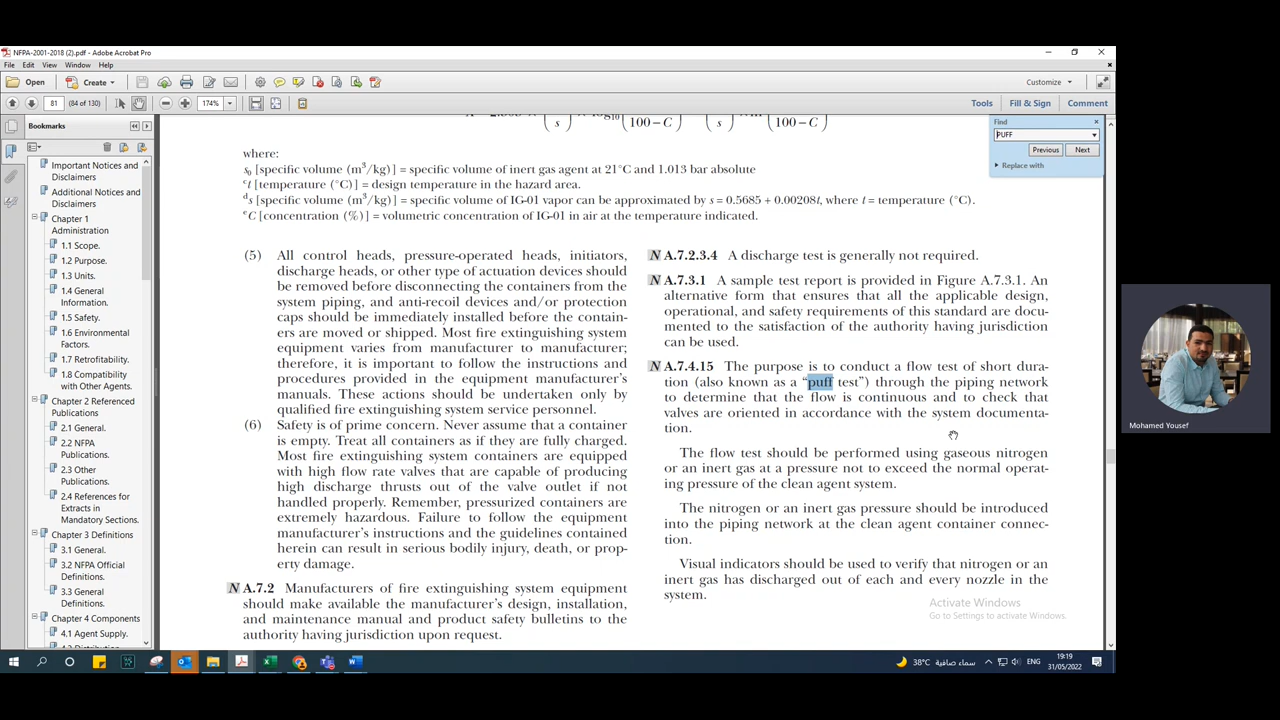 NFPA-2001-2018 (2).pdf - Adobe Acrobat Pro
File Edit View Window Help
Open Create Customize
81 (84 of 130) 174% Tools Fill & Sign Comment
Bookmarks
Important Notices and
Disclaimers
Additional Notices and
Disclaimers
Chapter 1
Administration
1.1 Scope.
1.2 Purpose.
1.3 Units.
1.4 General
Information.
1.5 Safety.
1.6 Environmental
Factors.
1.7 Retrofitability.
1.8 Compatibility
with Other Agents.
Chapter 2 Referenced
Publications
2.1 General.
2.2 NFPA
Publications.
2.3 Other
Publications.
2.4 References for
Extracts in
Mandatory Sections.
Chapter 3 Definitions
3.1 General.
3.2 NFPA Official
Definitions.
3.3 General
Definitions.
Chapter 4 Components
4.1 Agent Supply.
Find
PUFF
Previous Next
Replace with
(s) (100 – C) (s) (100 – C)
where:
s0 [specific volume (m3/kg)] = specific volume of inert gas agent at 21°C and 1.013 bar absolute
ct [temperature (°C)] = design temperature in the hazard area.
ds [specific volume (m3/kg)] = specific volume of IG-01 vapor can be approximated by s = 0.5685 + 0.00208t, where t = temperature (°C).
eC [concentration (%)] = volumetric concentration of IG-01 in air at the temperature indicated.
(5) All control heads, pressure-operated heads, initiators,
discharge heads, or other type of actuation devices should
be removed before disconnecting the containers from the
system piping, and anti-recoil devices and/or protection
caps should be immediately installed before the contain-
ers are moved or shipped. Most fire extinguishing system
equipment varies from manufacturer to manufacturer;
therefore, it is important to follow the instructions and
procedures provided in the equipment manufacturer's
manuals. These actions should be undertaken only by
qualified fire extinguishing system service personnel.
(6) Safety is of prime concern. Never assume that a container
is empty. Treat all containers as if they are fully charged.
Most fire extinguishing system containers are equipped
with high flow rate valves that are capable of producing
high discharge thrusts out of the valve outlet if not
handled properly. Remember, pressurized containers are
extremely hazardous. Failure to follow the equipment
manufacturer's instructions and the guidelines contained
herein can result in serious bodily injury, death, or prop-
erty damage.
N A.7.2 Manufacturers of fire extinguishing system equipment
should make available the manufacturer's design, installation,
and maintenance manual and product safety bulletins to the
authority having jurisdiction upon request.
N A.7.2.3.4 A discharge test is generally not required.
N A.7.3.1 A sample test report is provided in Figure A.7.3.1. An
alternative form that ensures that all the applicable design,
operational, and safety requirements of this standard are docu-
mented to the satisfaction of the authority having jurisdiction
can be used.
N A.7.4.15 The purpose is to conduct a flow test of short dura-
tion (also known as a “puff test”) through the piping network
to determine that the flow is continuous and to check that
valves are oriented in accordance with the system documenta-
tion.
The flow test should be performed using gaseous nitrogen
or an inert gas at a pressure not to exceed the normal operat-
ing pressure of the clean agent system.
The nitrogen or an inert gas pressure should be introduced
into the piping network at the clean agent container connec-
tion.
Visual indicators should be used to verify that nitrogen or an
inert gas has discharged out of each and every nozzle in the
system.
Activate Windows
Go to Settings to activate Windows.
Mohamed Yousef
38°C سماء صافية ENG
19:19
31/05/2022